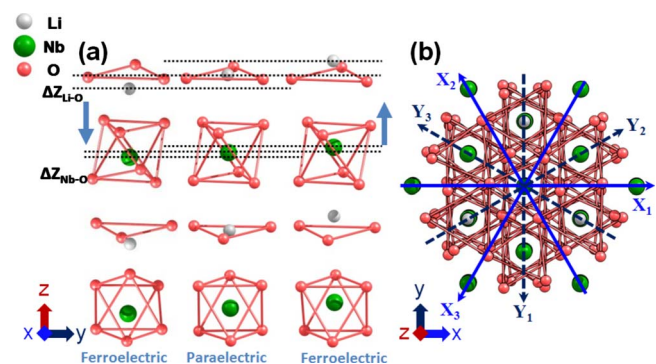 Li
Nb
O
(a)
ΔZLi-O
ΔZNb-O
z
x
y
Ferroelectric
Paraelectric
Ferroelectric
(b)
X2
Y3
Y2
X1
X3
Y1
y
z
x